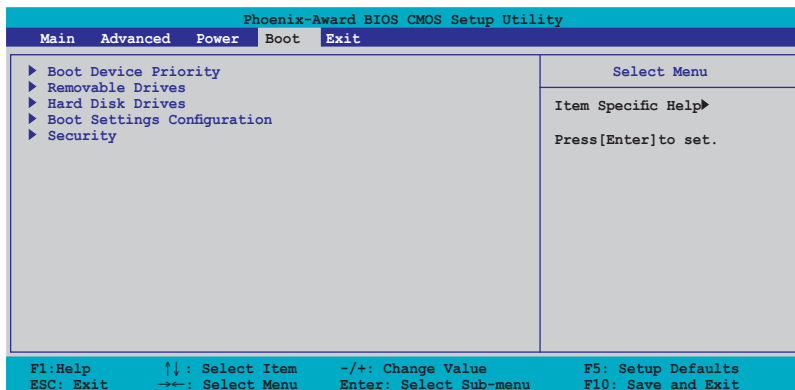 Phoenix-Award BIOS CMOS Setup Utility
Main Advanced Power Boot Exit
Boot Device Priority
Removable Drives
Hard Disk Drives
Boot Settings Configuration
Security
Select Menu
Item Specific Help
Press[Enter]to set.
F1:Help ↑↓: Select Item -/+: Change Value F5: Setup Defaults
ESC: Exit →←: Select Menu Enter: Select Sub-menu F10: Save and Exit